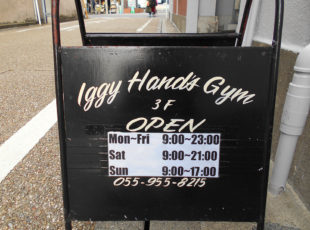 Iggy Hands Gym
3F
OPEN
Mon~Fri 9:00~23:00
Sat 9:00~21:00
Sun 9:00~17:00
055-955-8215